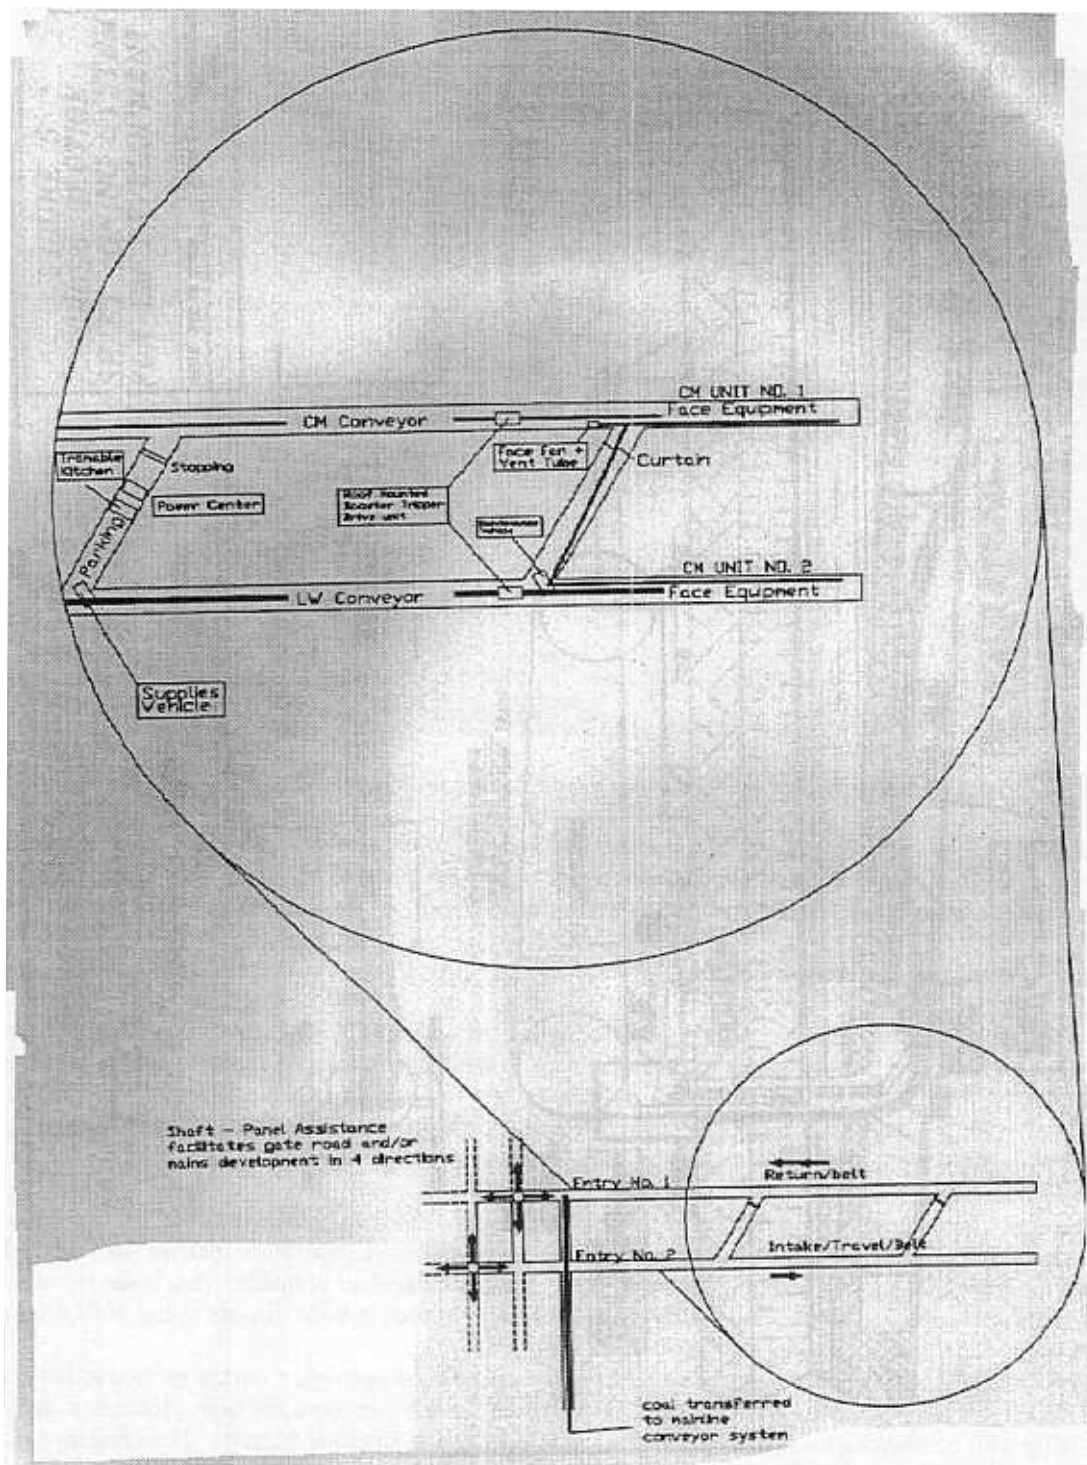 CM UNIT NO. 1
Face Equipment
CM Conveyor
Face Fan +
Vent Tube
Curtain
Stopping
Kitchen
Power Center
Roof Mounted
Booster Tripper
Drive unit
Parking
CM UNIT NO. 2
Face Equipment
LW Conveyor
Supplies
Vehicle
Shaft - Panel Assistance
facilitates gate road and/or
mains development in 4 directions
Return/belt
Entry No. 1
Entry No. 2
Intake/Travel/Belt
coal transferred
to mainline
conveyor system